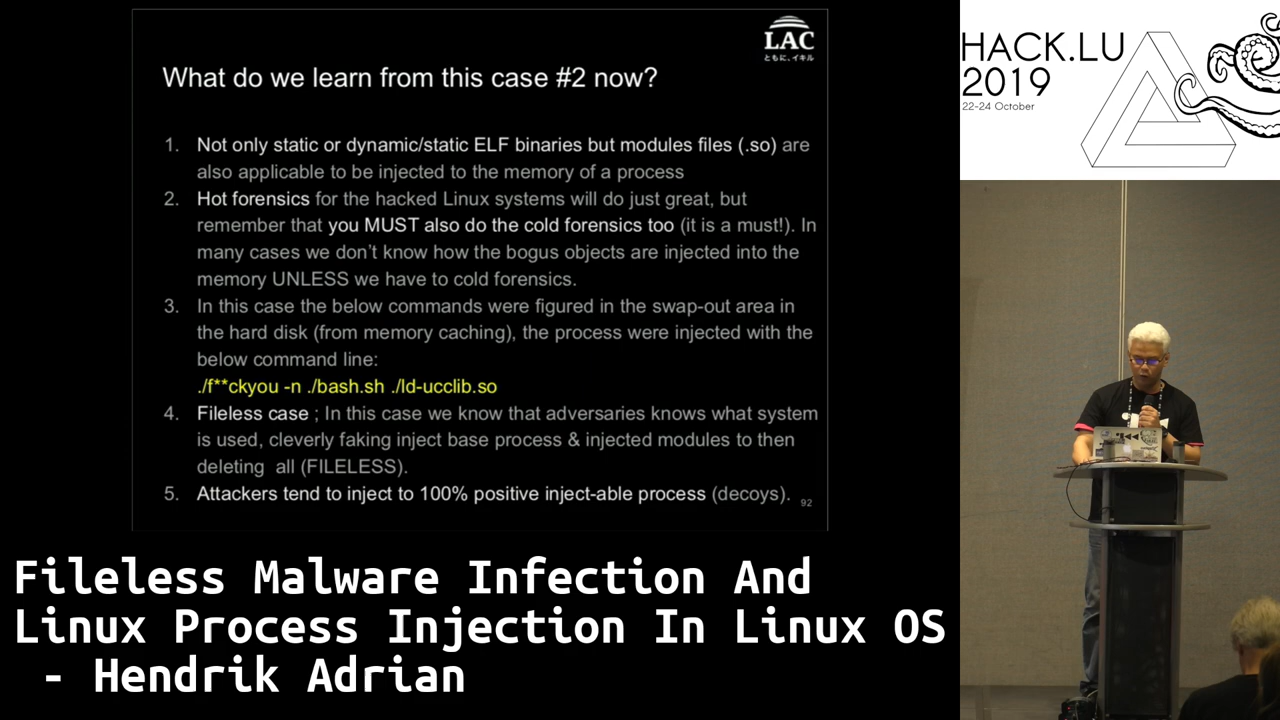 LAC
ともに、イキル
What do we learn from this case #2 now?
1. Not only static or dynamic/static ELF binaries but modules files (.so) are
also applicable to be injected to the memory of a process
2. Hot forensics for the hacked Linux systems will do just great, but
remember that you MUST also do the cold forensics too (it is a must!). In
many cases we don't know how the bogus objects are injected into the
memory UNLESS we have to cold forensics.
3. In this case the below commands were figured in the swap-out area in
the hard disk (from memory caching), the process were injected with the
below command line:
./f**ckyou -n ./bash.sh ./ld-ucclib.so
4. Fileless case ; In this case we know that adversaries knows what system
is used, cleverly faking inject base process & injected modules to then
deleting all (FILELESS).
5. Attackers tend to inject to 100% positive inject-able process (decoys).
92
HACK.LU
2019
22-24 October
Fileless Malware Infection And
Linux Process Injection In Linux OS
- Hendrik Adrian